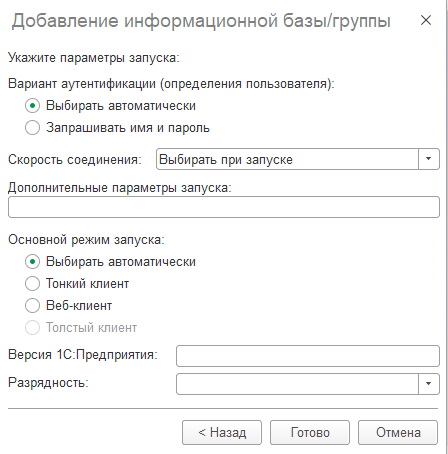 Добавление информационной базы/группы
Укажите параметры запуска:
Вариант аутентификации (определения пользователя):
Выбирать автоматически
Запрашивать имя и пароль
Скорость соединения: Выбирать при запуске
Дополнительные параметры запуска:
Основной режим запуска:
Выбирать автоматически
Тонкий клиент
Веб-клиент
Толстый клиент
Версия 1С:Предприятия:
Разрядность:
< Назад Готово Отмена